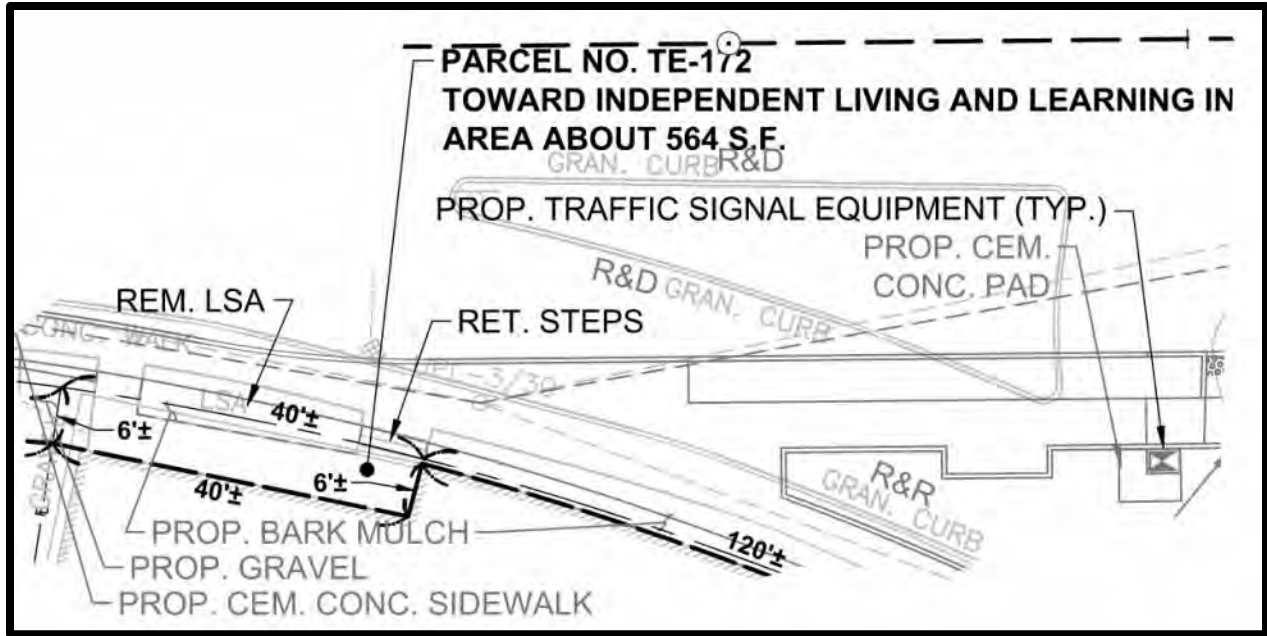 PARCEL NO. TE-172
TOWARD INDEPENDENT LIVING AND LEARNING IN
AREA ABOUT 564 S.F.
GRAN. CURB R&D
PROP. TRAFFIC SIGNAL EQUIPMENT (TYP.)
PROP. CEM.
CONC. PAD
R&D GRAN. CURB
REM. LSA
RET. STEPS
CONC. WALK
LSA
40'±
6'±
6'±
40'±
R&R
GRAN. CURB
120'±
PROP. BARK MULCH
PROP. GRAVEL
PROP. CEM. CONC. SIDEWALK